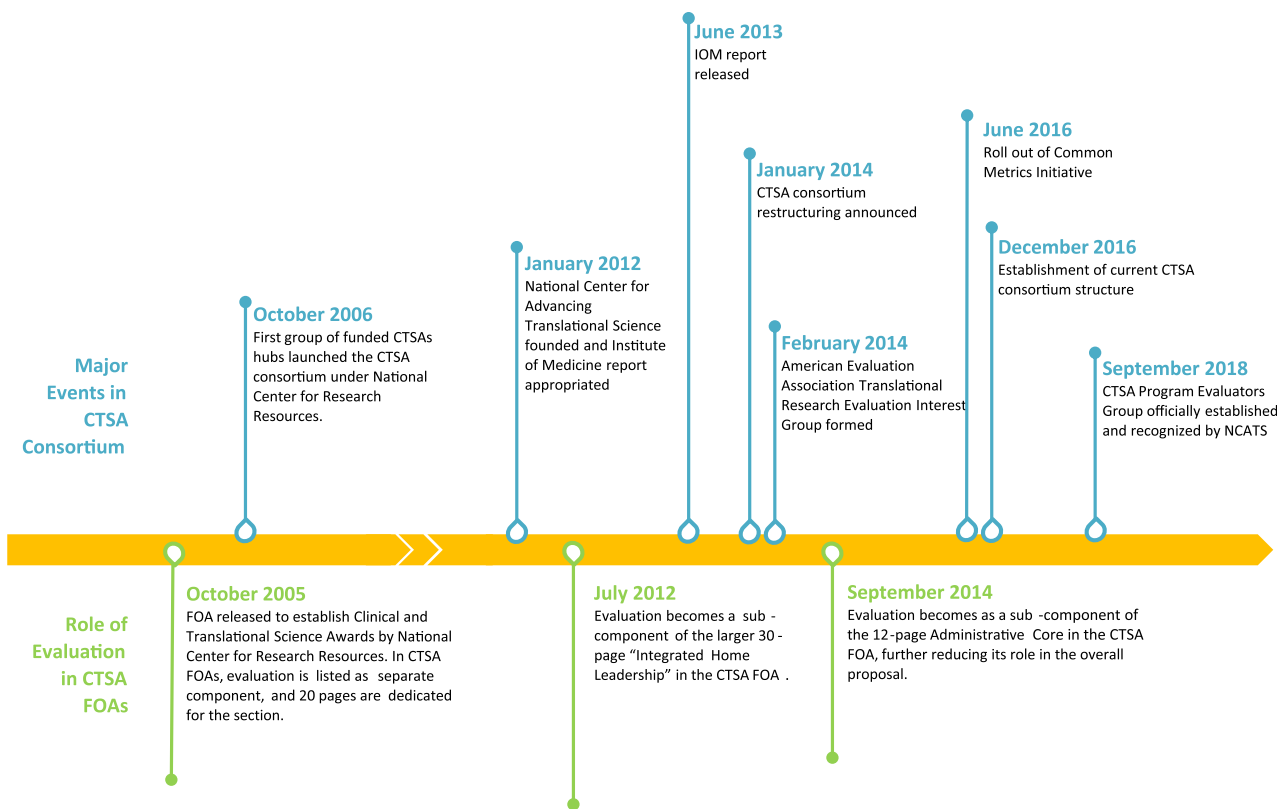 June 2013
IOM report
released
June 2016
Roll out of Common
Metrics Initiative
January 2014
CTSA consortium
restructuring announced
December 2016
Establishment of current CTSA
consortium structure
January 2012
National Center for
Advancing
Translational Science
founded and Institute
of Medicine report
appropriated
October 2006
First group of funded CTSAs
hubs launched the CTSA
consortium under National
Center for Research
Resources.
February 2014
American Evaluation
Association Translational
Research Evaluation Interest
Group formed
September 2018
CTSA Program Evaluators
Group officially established
and recognized by NCATS
Major
Events in
CTSA
Consortium
Role of
Evaluation
in CTSA
FOAs
October 2005
FOA released to establish Clinical and
Translational Science Awards by National
Center for Research Resources. In CTSA
FOAs, evaluation is listed as separate
component, and 20 pages are dedicated
for the section.
July 2012
Evaluation becomes a sub -
component of the larger 30 -
page “Integrated Home
Leadership” in the CTSA FOA .
September 2014
Evaluation becomes as a sub -component of
the 12-page Administrative Core in the CTSA
FOA, further reducing its role in the overall
proposal.